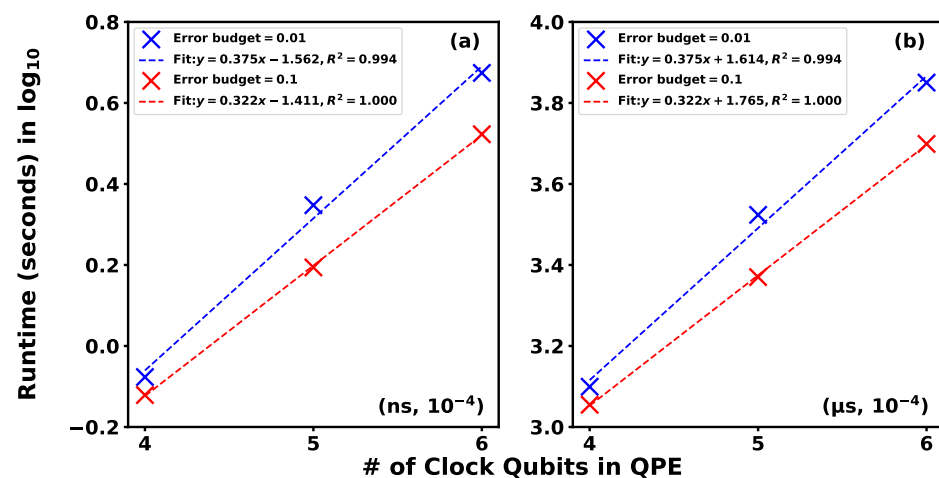 Runtime (seconds) in log₁₀
0.8
0.6
0.4
0.2
0.0
−0.2
Error budget = 0.01
Fit:y = 0.375x − 1.562, R² = 0.994
Error budget = 0.1
Fit:y = 0.322x − 1.411, R² = 1.000
(a)
(ns, 10⁻⁴)
4 5 6
4.0
3.8
3.6
3.4
3.2
3.0
Error budget = 0.01
Fit:y = 0.375x + 1.614, R² = 0.994
Error budget = 0.1
Fit:y = 0.322x + 1.765, R² = 1.000
(b)
(μs, 10⁻⁴)
4 5 6
# of Clock Qubits in QPE